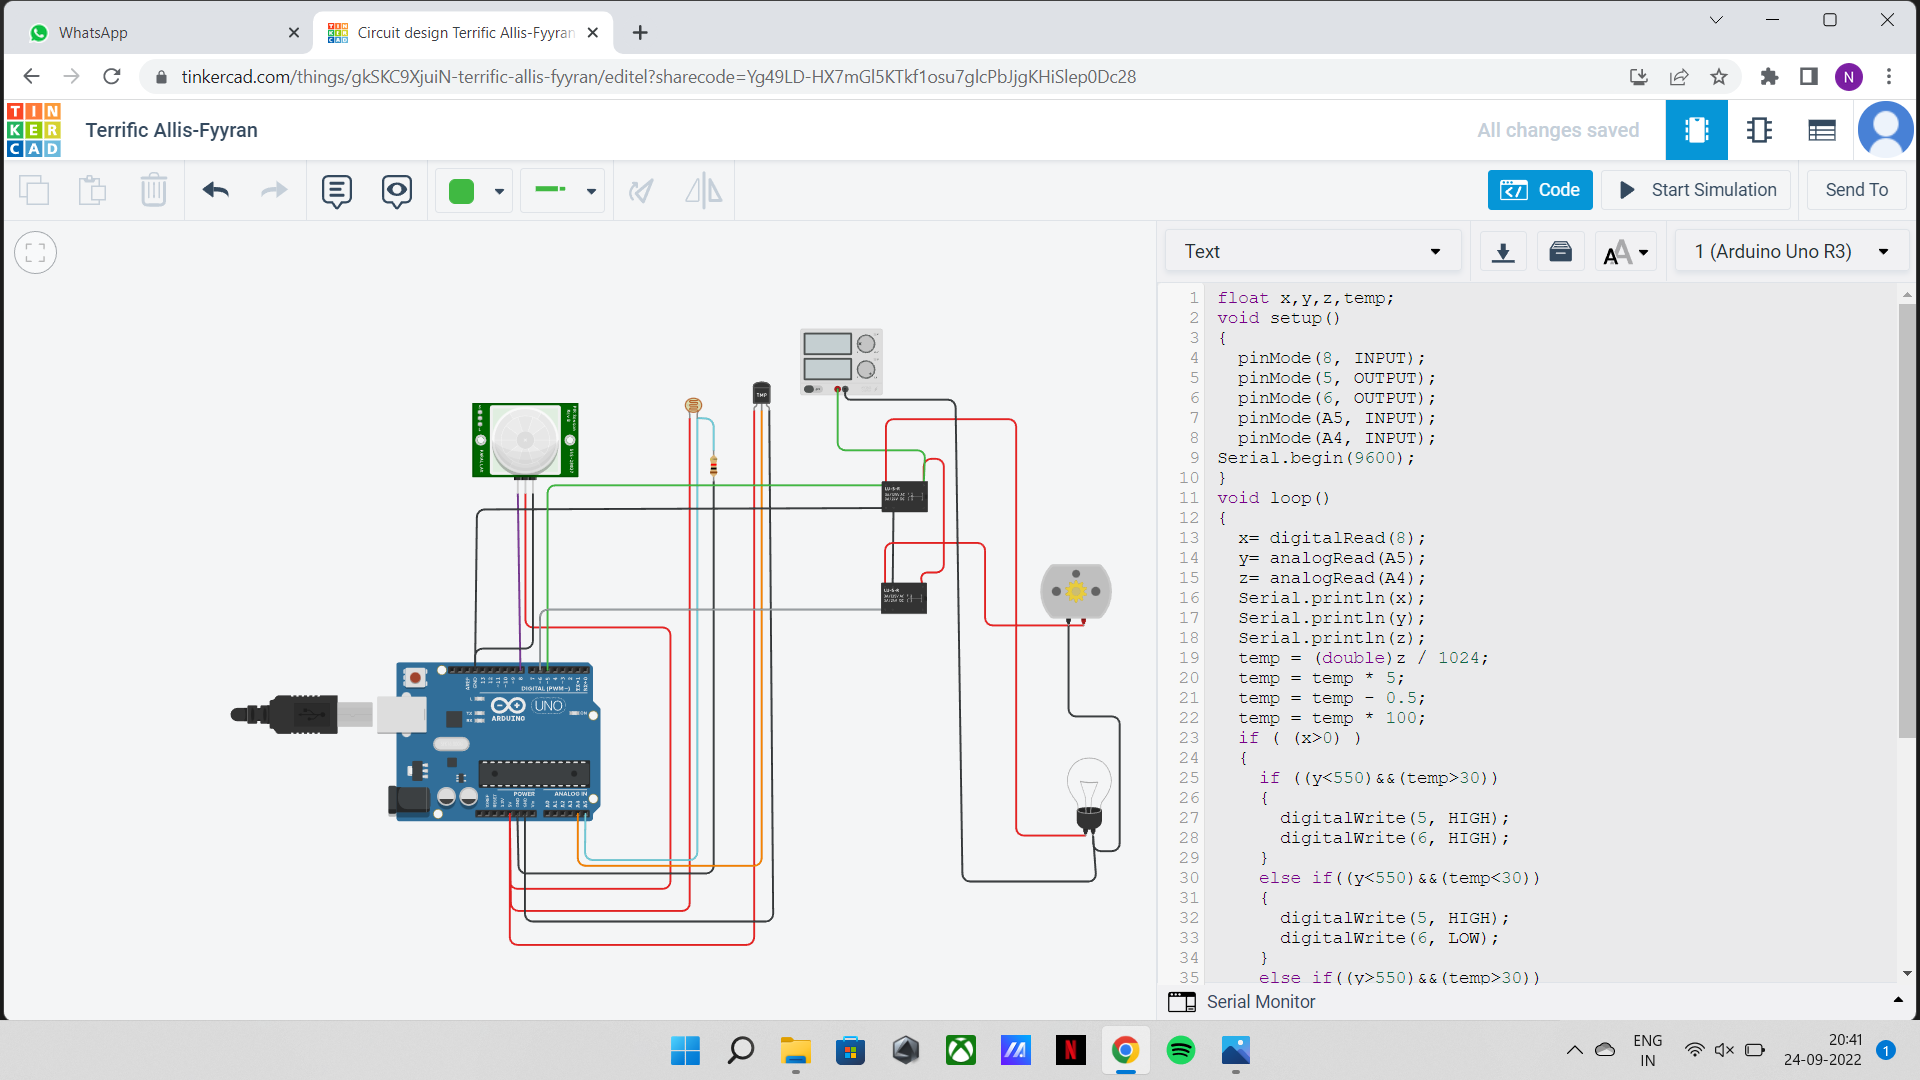 WhatsApp
Circuit design Terrific Allis-Fyyran
tinkercad.com/things/gkSKC9XjuiN-terrific-allis-fyyran/editel?sharecode=Yg49LD-HX7mGl5KTkf1osu7glcPbJjgKHiSlep0Dc28
N
TIN
KER
CAD
Terrific Allis-Fyyran
All changes saved
Code
Start Simulation
Send To
Text
1 (Arduino Uno R3)
1 float x,y,z,temp;
2 void setup()
3 {
4 pinMode(8, INPUT);
5 pinMode(5, OUTPUT);
6 pinMode(6, OUTPUT);
7 pinMode(A5, INPUT);
8 pinMode(A4, INPUT);
9 Serial.begin(9600);
10 }
11 void loop()
12 {
13 x= digitalRead(8);
14 y= analogRead(A5);
15 z= analogRead(A4);
16 Serial.println(x);
17 Serial.println(y);
18 Serial.println(z);
19 temp = (double)z / 1024;
20 temp = temp * 5;
21 temp = temp - 0.5;
22 temp = temp * 100;
23 if ( (x>0) )
24 {
25 if ((y<550)&&(temp>30))
26 {
27 digitalWrite(5, HIGH);
28 digitalWrite(6, HIGH);
29 }
30 else if((y<550)&&(temp<30))
31 {
32 digitalWrite(5, HIGH);
33 digitalWrite(6, LOW);
34 }
35 else if((y>550)&&(temp>30))
Serial Monitor
TMP
LU-5-R
LU-5-R
DIGITAL (PWM~)
UNO
ARDUINO
POWER
ANALOG IN
ENG
IN
20:41
24-09-2022
1